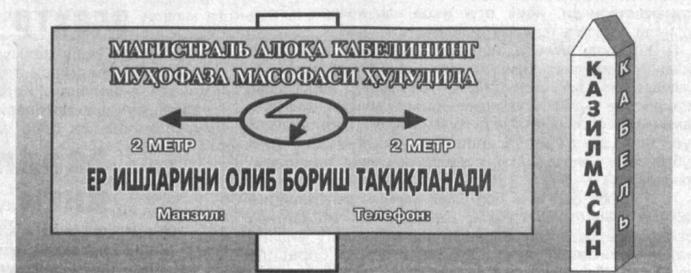 МАГИСТРАЛЬ АЛОҚА КАБЕЛИНИНГ
МУҲОФАЗА МАСОФАСИ ҲУДУДИДА
2 МЕТР 2 МЕТР
ЕР ИШЛАРИНИ ОЛИБ БОРИШ ТАҚИҚЛАНАДИ
Манзил: Телефон:
ҚАЗИЛМАСИН
КАБЕЛЬ